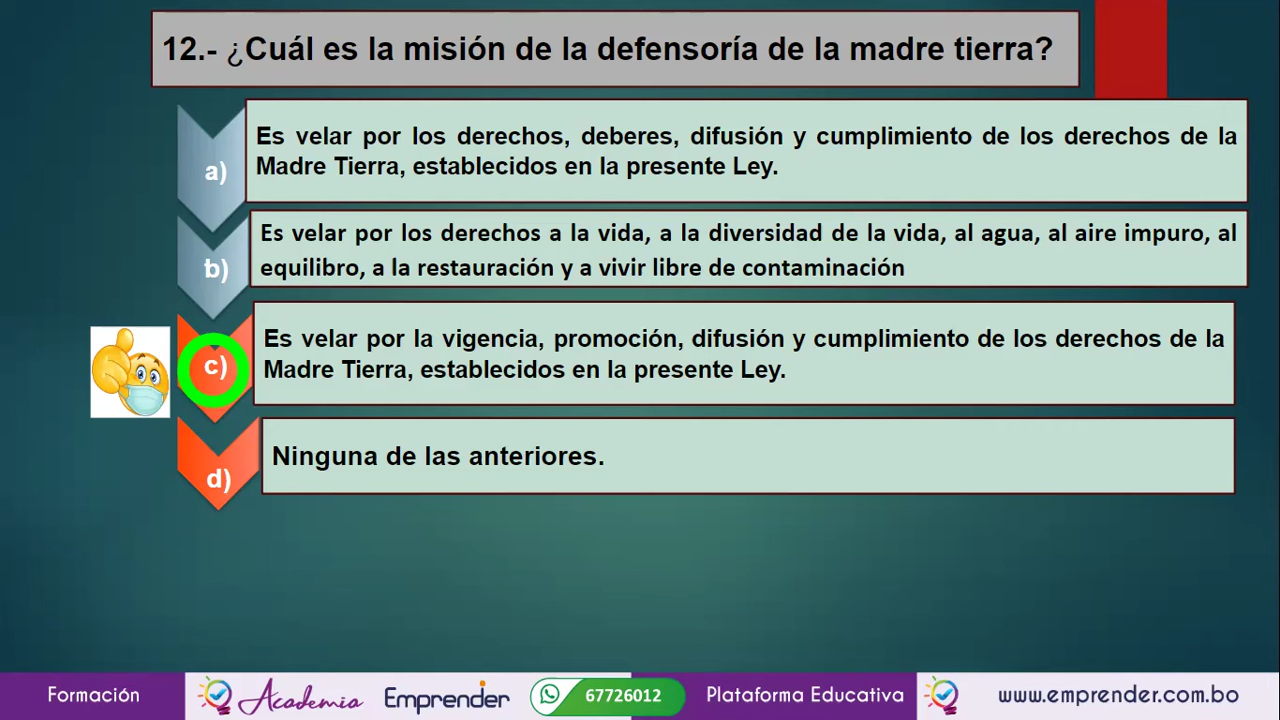 12.- ¿Cuál es la misión de la defensoría de la madre tierra?
a)
Es velar por los derechos, deberes, difusión y cumplimiento de los derechos de la
Madre Tierra, establecidos en la presente Ley.
b)
Es velar por los derechos a la vida, a la diversidad de la vida, al agua, al aire impuro, al
equilibro, a la restauración y a vivir libre de contaminación
c)
Es velar por la vigencia, promoción, difusión y cumplimiento de los derechos de la
Madre Tierra, establecidos en la presente Ley.
d)
Ninguna de las anteriores.
Formación
Academia Emprender
67726012
Plataforma Educativa
www.emprender.com.bo